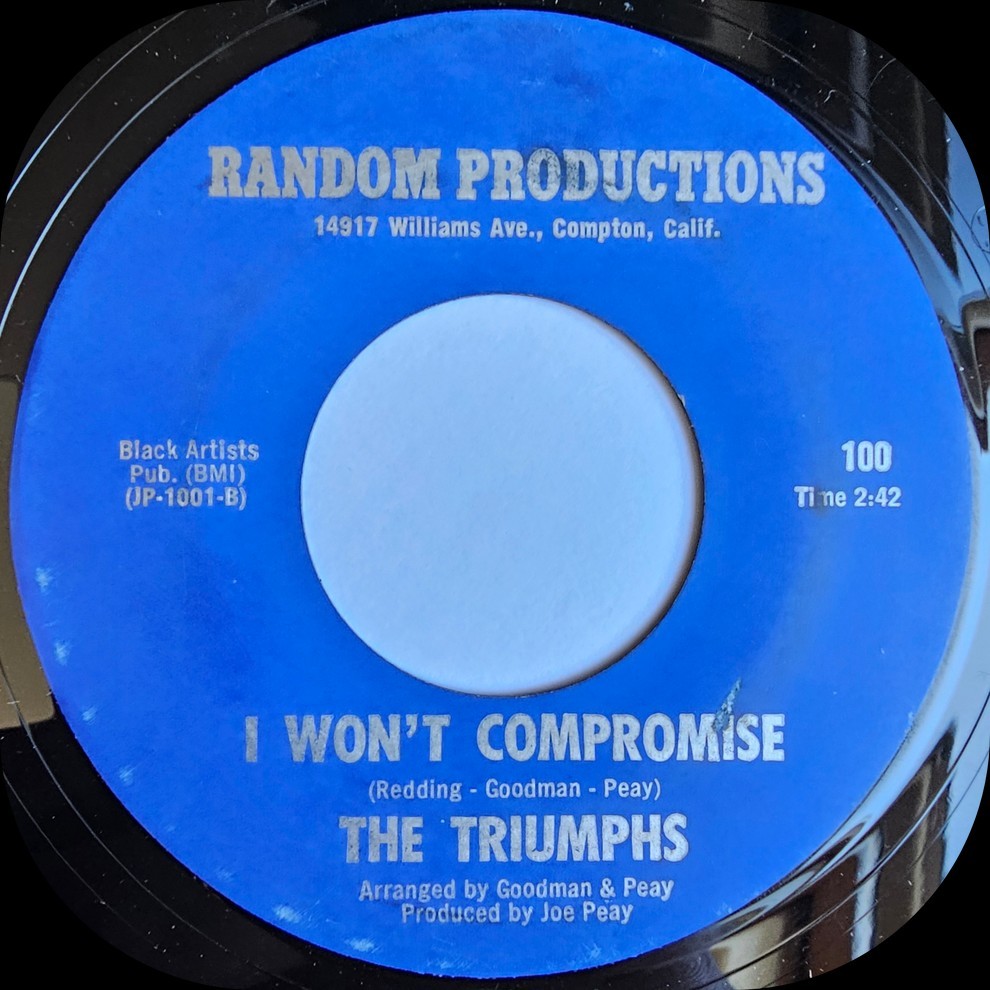 RANDOM PRODUCTIONS
14917 Williams Ave., Compton, Calif.
Black Artists
Pub. (BMI)
(JP-1001-B)
100
Time 2:42
I WON'T COMPROMISE
(Redding - Goodman - Peay)
THE TRIUMPHS
Arranged by Goodman & Peay
Produced by Joe Peay